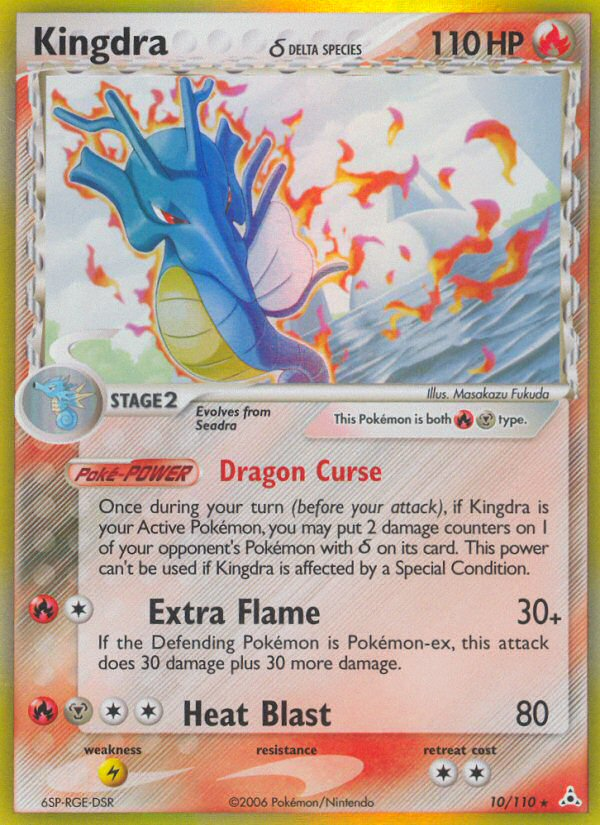 Kingdra δ DELTA SPECIES 110 HP
Illus. Masakazu Fukuda
STAGE2
Evolves from
Seadra
This Pokémon is both type.
Poké-POWER Dragon Curse
Once during your turn (before your attack), if Kingdra is
your Active Pokémon, you may put 2 damage counters on 1
of your opponent's Pokémon with δ on its card. This power
can't be used if Kingdra is affected by a Special Condition.
Extra Flame 30+
If the Defending Pokémon is Pokémon-ex, this attack
does 30 damage plus 30 more damage.
Heat Blast 80
weakness resistance retreat cost
6SP-RGE-DSR ©2006 Pokémon/Nintendo 10/110 ★